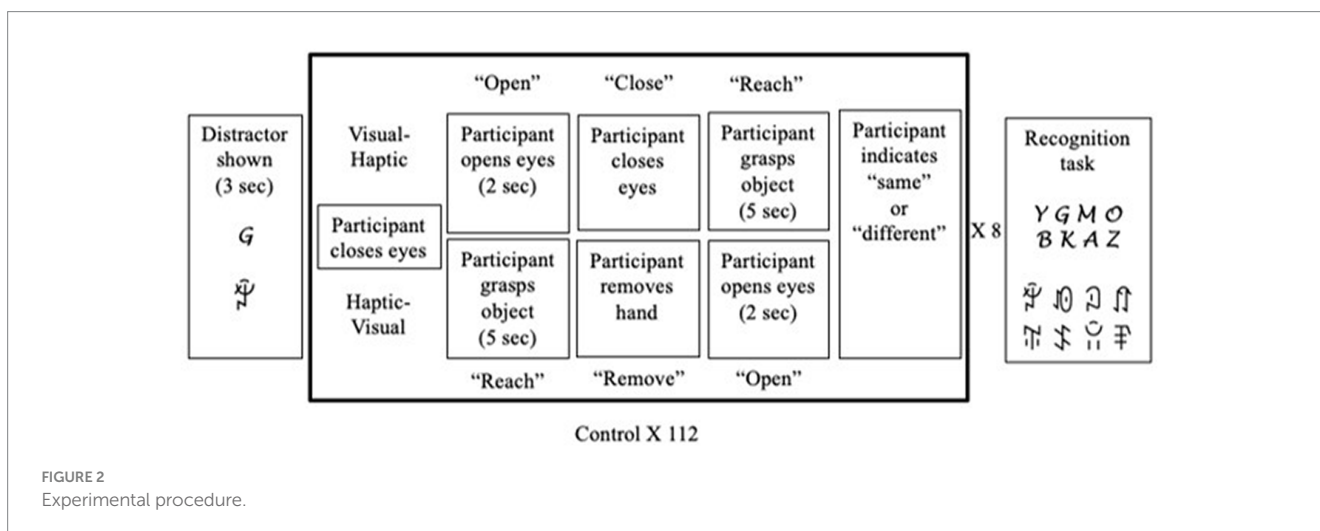 “Open”
“Close”
“Reach”
Distractor
shown
(3 sec)
G
Visual-
Haptic
Participant
closes eyes
Haptic-
Visual
Participant
opens eyes
(2 sec)
Participant
closes
eyes
Participant
grasps
object
(5 sec)
Participant
grasps
object
(5 sec)
Participant
removes
hand
Participant
opens eyes
(2 sec)
Participant
indicates
“same”
or
“different”
X 8
Recognition
task
Y G M O
B K A Z
“Reach”
“Remove”
“Open”
Control X 112
FIGURE 2
Experimental procedure.